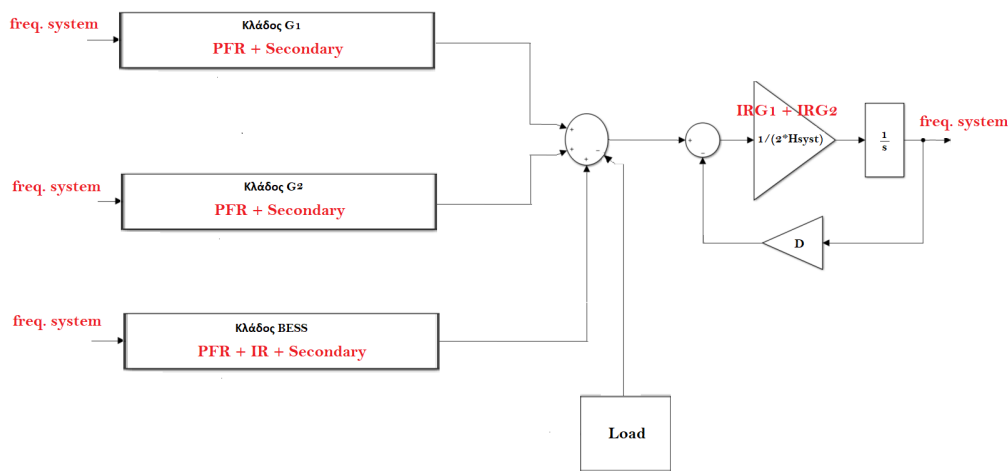 freq. system
Κλάδος G1
PFR + Secondary
freq. system
Κλάδος G2
PFR + Secondary
freq. system
Κλάδος BESS
PFR + IR + Secondary
+
+
+
−
Load
+
−
IRG1 + IRG2
1/(2*Hsyst)
1
s
freq. system
D